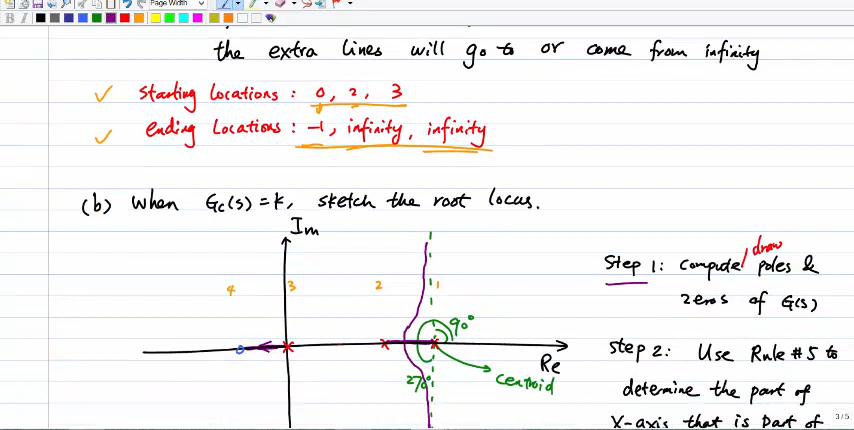 Page Width
B I
the extra lines will go to or come from infinity
✓ Starting locations : 0, 2, 3
✓ Ending Locations : -1, infinity, infinity
(b) When Gc(s) = k, sketch the root locus.
Im
4 3 2 1
90°
Re
270°
centroid
Step 1: Compute / draw poles &
zeros of G(s)
Step 2: Use Rule #5 to
determine the part of
X-axis that is part of
3/5